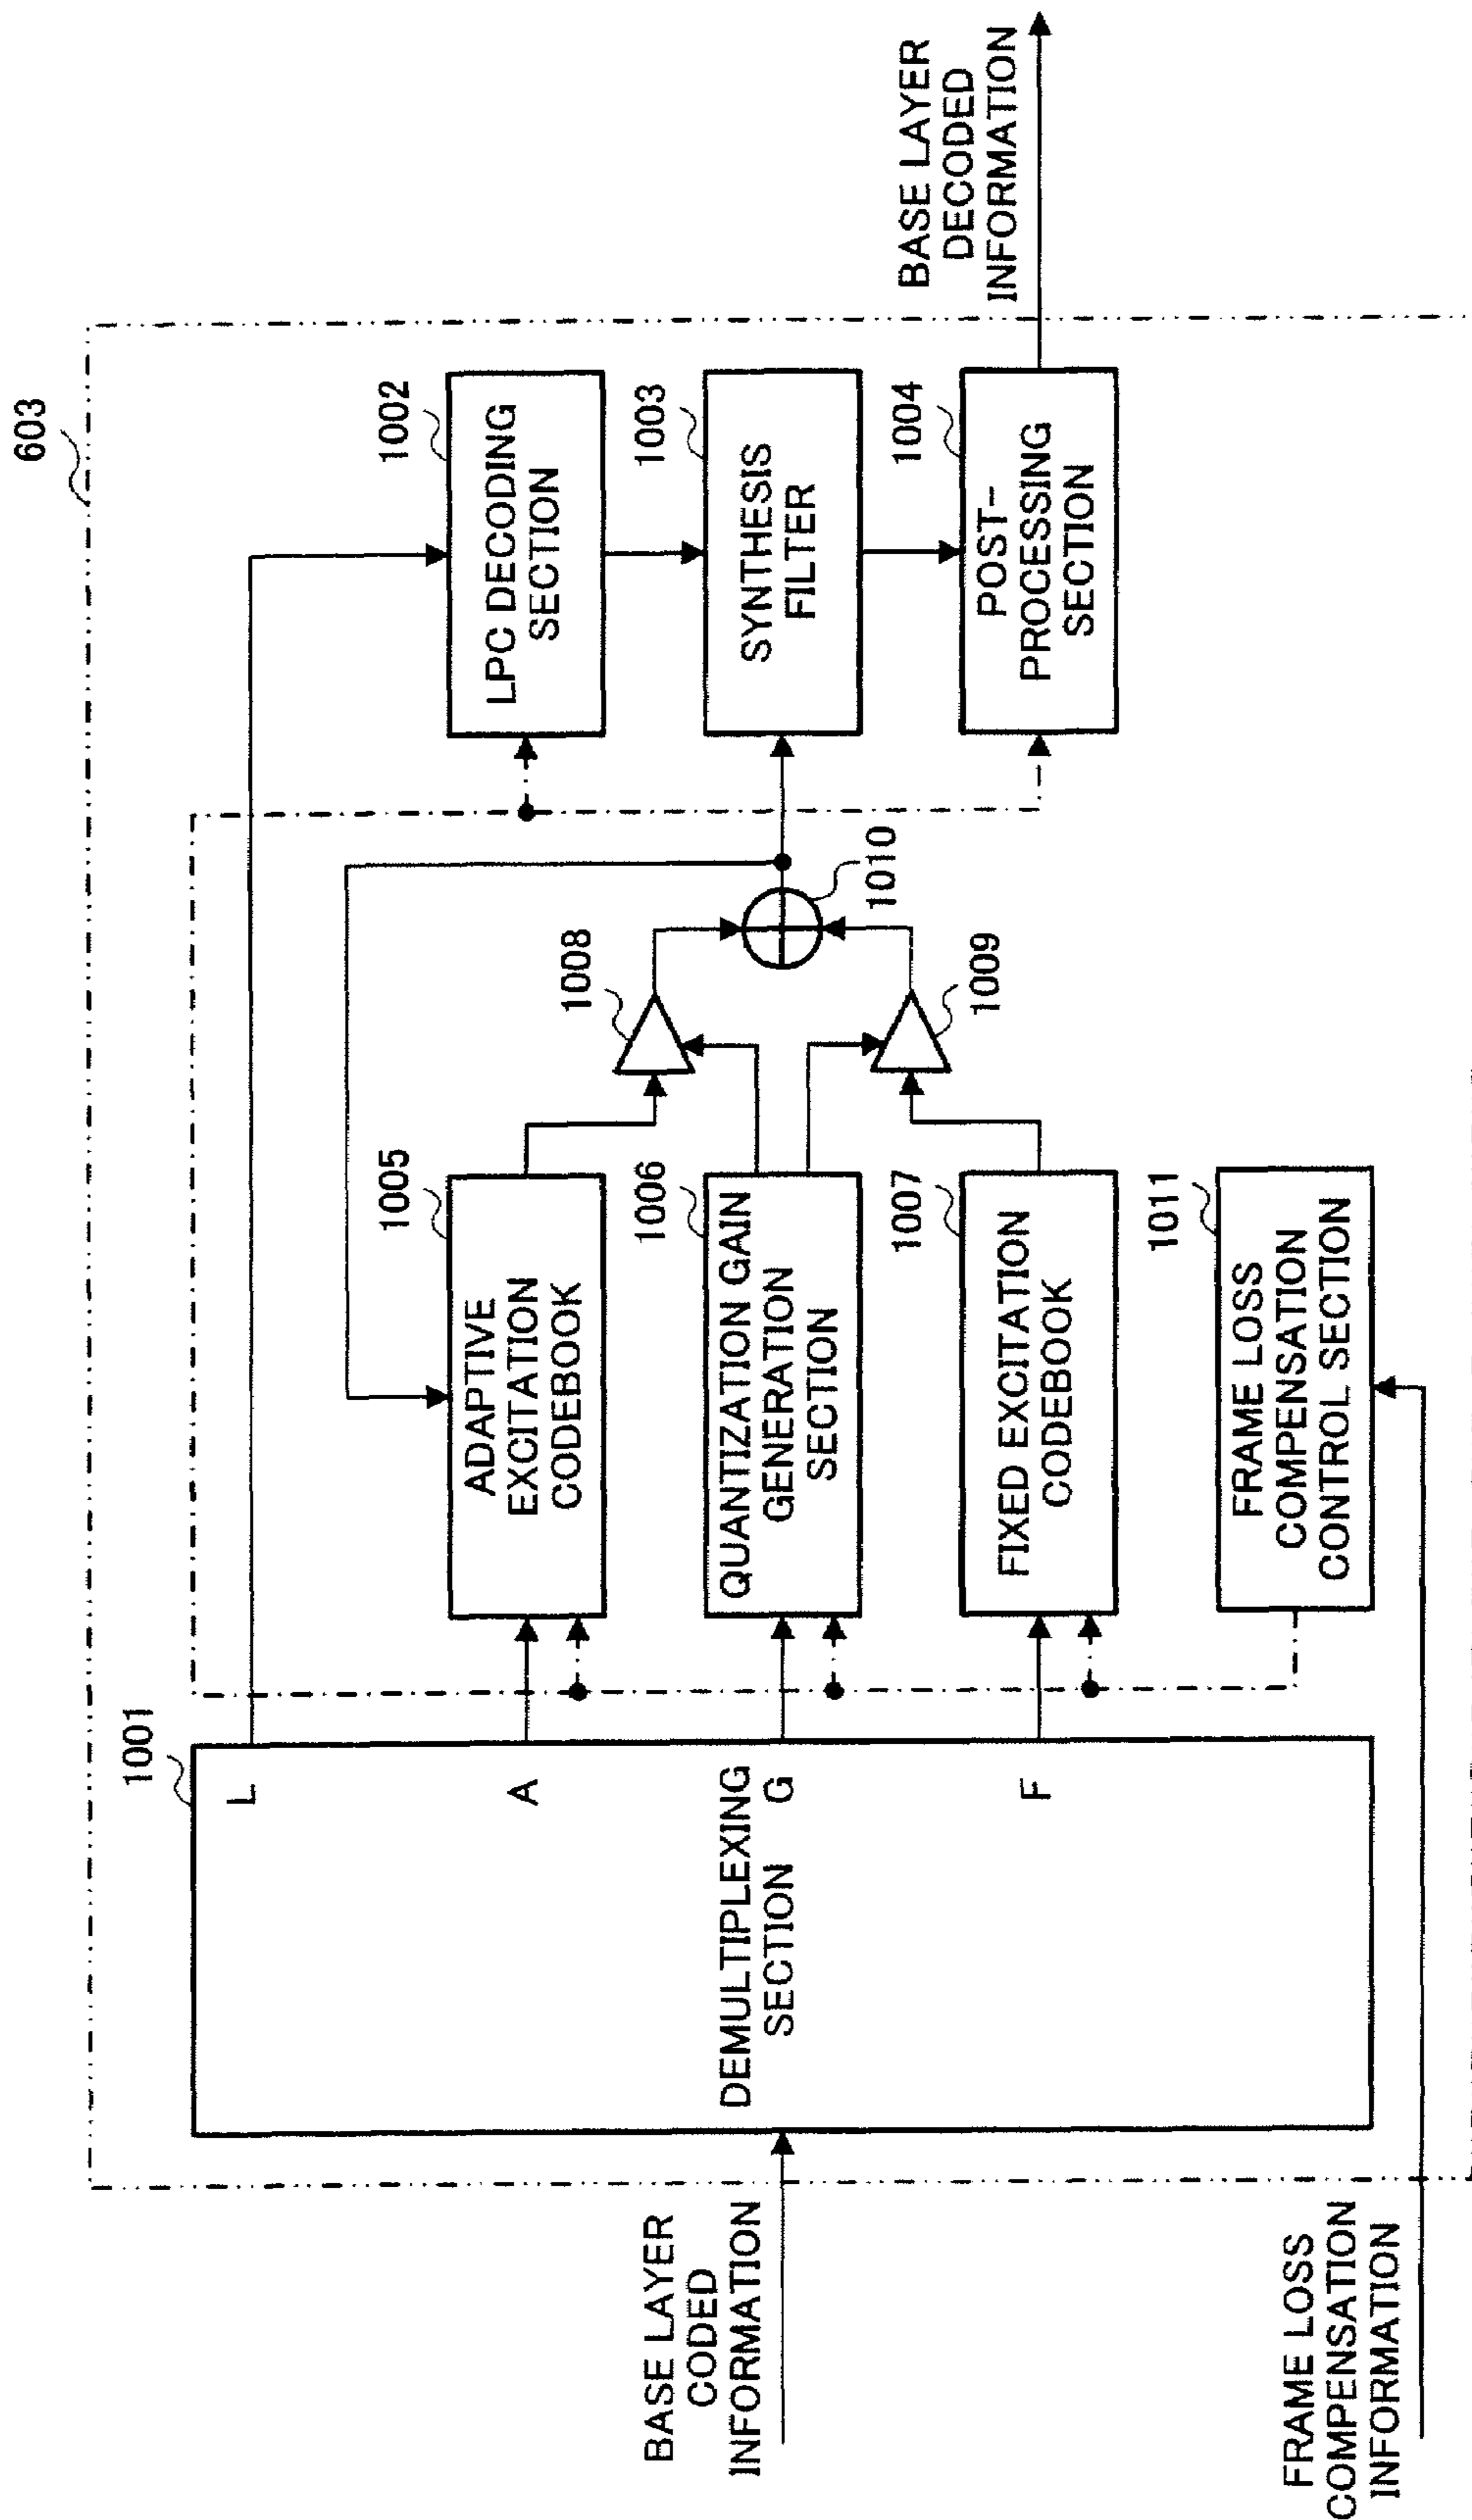 603
1001
DEMULTIPLEXING
SECTION
L
A
G
F
BASE LAYER
CODED
INFORMATION
FRAME LOSS
COMPENSATION
INFORMATION
1005
ADAPTIVE
EXCITATION
CODEBOOK
1006
QUANTIZATION GAIN
GENERATION
SECTION
1007
FIXED EXCITATION
CODEBOOK
1011
FRAME LOSS
COMPENSATION
CONTROL SECTION
1008
1009
1010
1002
LPC DECODING
SECTION
1003
SYNTHESIS
FILTER
1004
POST-
PROCESSING
SECTION
BASE LAYER
DECODED
INFORMATION